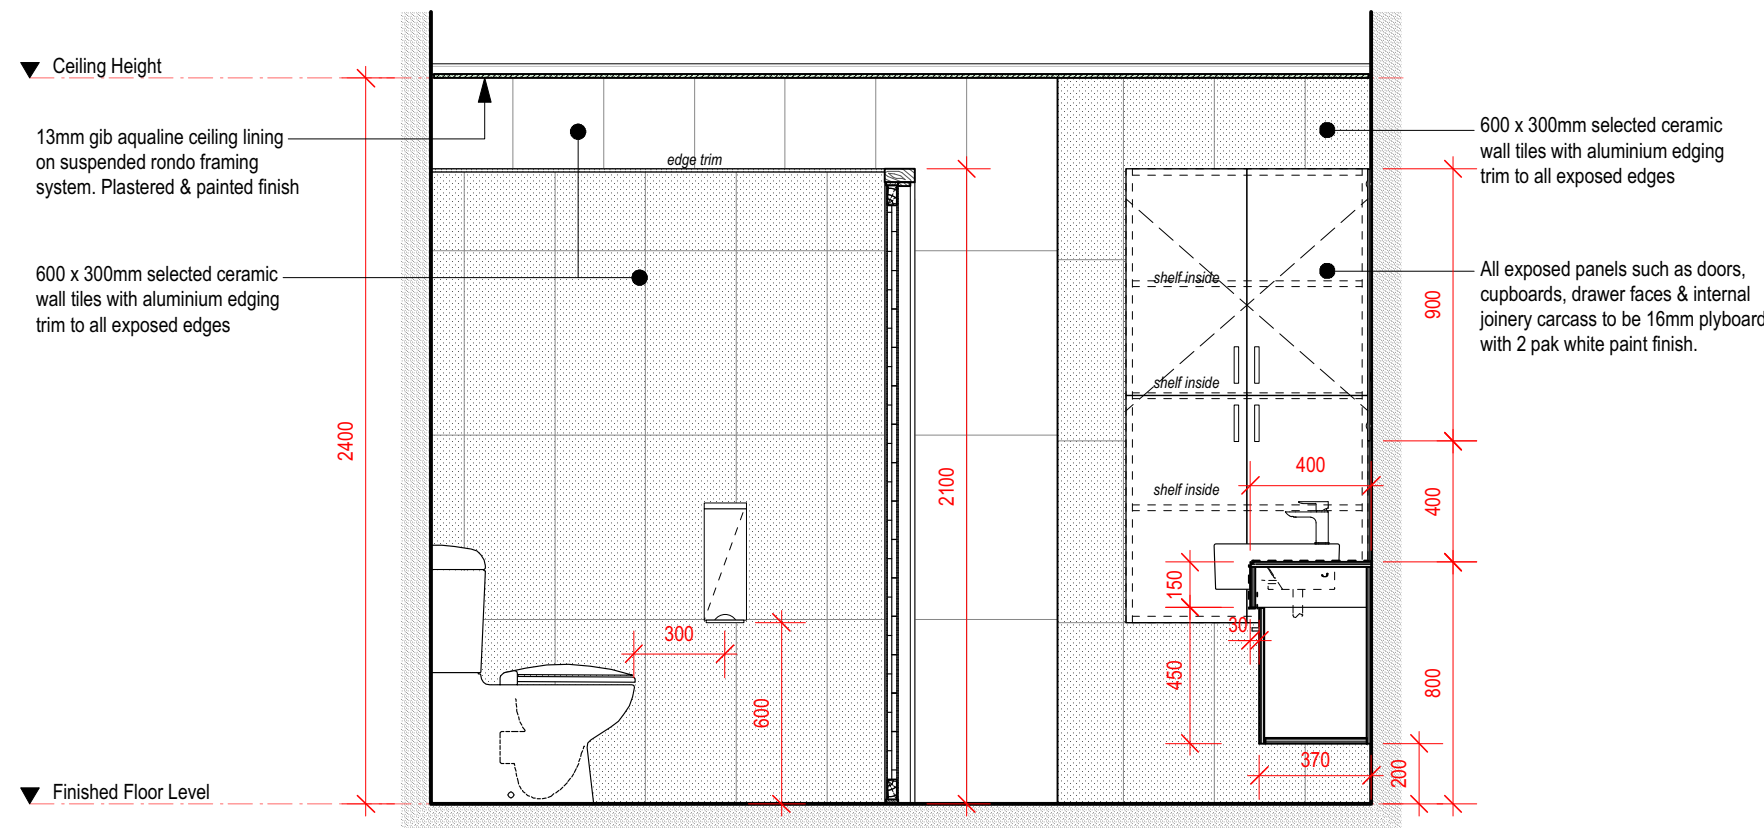 Ceiling Height
13mm gib aqualine ceiling lining
on suspended rondo framing
system. Plastered & painted finish
600 x 300mm selected ceramic
wall tiles with aluminium edging
trim to all exposed edges
Finished Floor Level
2400
edge trim
300
600
2100
shelf inside
shelf inside
shelf inside
400
150
30
450
370
900
400
800
200
600 x 300mm selected ceramic
wall tiles with aluminium edging
trim to all exposed edges
All exposed panels such as doors,
cupboards, drawer faces & internal
joinery carcass to be 16mm plyboard
with 2 pak white paint finish.